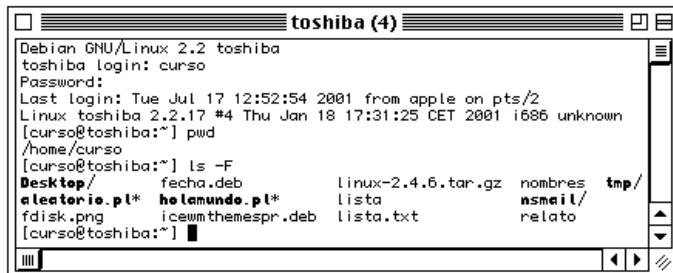 toshiba (4)
Debian GNU/Linux 2.2 toshiba
toshiba login: curso
Password:
Last login: Tue Jul 17 12:52:54 2001 from apple on pts/2
Linux toshiba 2.2.17 #4 Thu Jan 18 17:31:25 CET 2001 i686 unknown
[curso@toshiba:~] pwd
/home/curso
[curso@toshiba:~] ls -F
Desktop/ fecha.deb linux-2.4.6.tar.gz nombres tmp/
aleatorio.pl* holamundo.pl* lista nsmail/
fdisk.png icewmthemespr.deb lista.txt relato
[curso@toshiba:~]